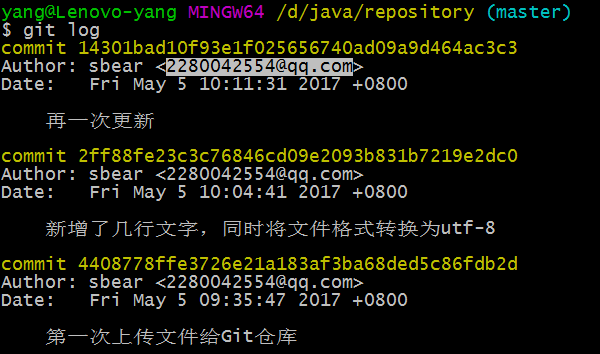 yang@Lenovo-yang MINGW64 /d/java/repository (master)
$ git log
commit 14301bad10f93e1f025656740ad09a9d464ac3c3
Author: sbear <2280042554@qq.com>
Date:   Fri May 5 10:11:31 2017 +0800
再一次更新
commit 2ff88fe23c3c76846cd09e2093b831b7219e2dc0
Author: sbear <2280042554@qq.com>
Date:   Fri May 5 10:04:41 2017 +0800
新增了几行文字，同时将文件格式转换为utf-8
commit 4408778ffe3726e21a183af3ba68ded5c86fdb2d
Author: sbear <2280042554@qq.com>
Date:   Fri May 5 09:35:47 2017 +0800
第一次上传文件给Git仓库